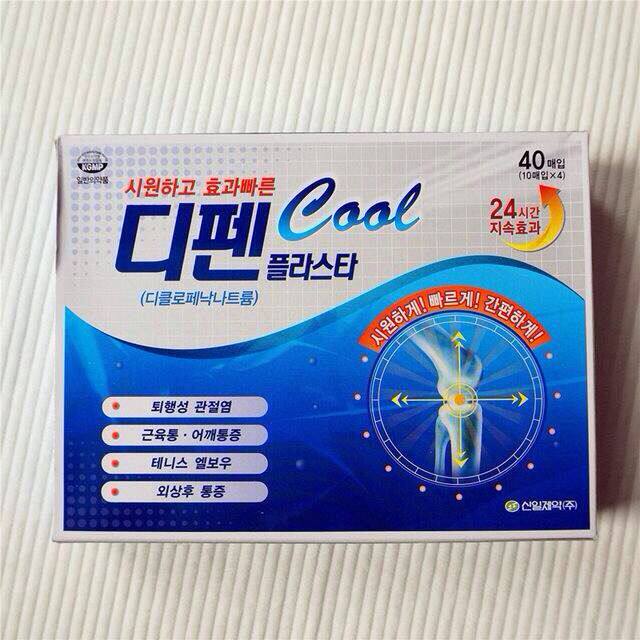 KGMP
일반의약품
40매입
(10매입×4)
시원하고 효과빠른
디펜 Cool
플라스타
(디클로페낙나트륨)
24시간
지속효과
시원하게! 빠르게! 간편하게!
퇴행성 관절염
근육통 · 어깨통증
테니스 엘보우
외상후 통증
신일제약(주)